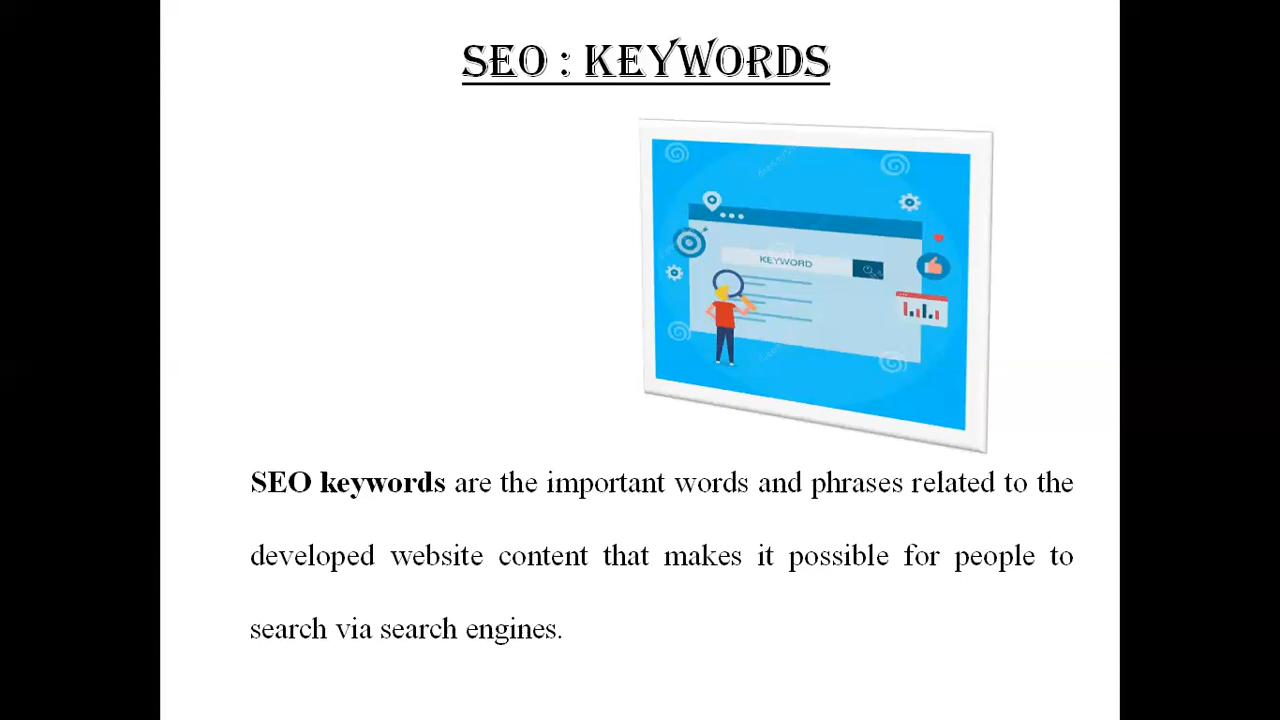 SEO : KEYWORDS
KEYWORD
SEO keywords are the important words and phrases related to the
developed website content that makes it possible for people to
search via search engines.